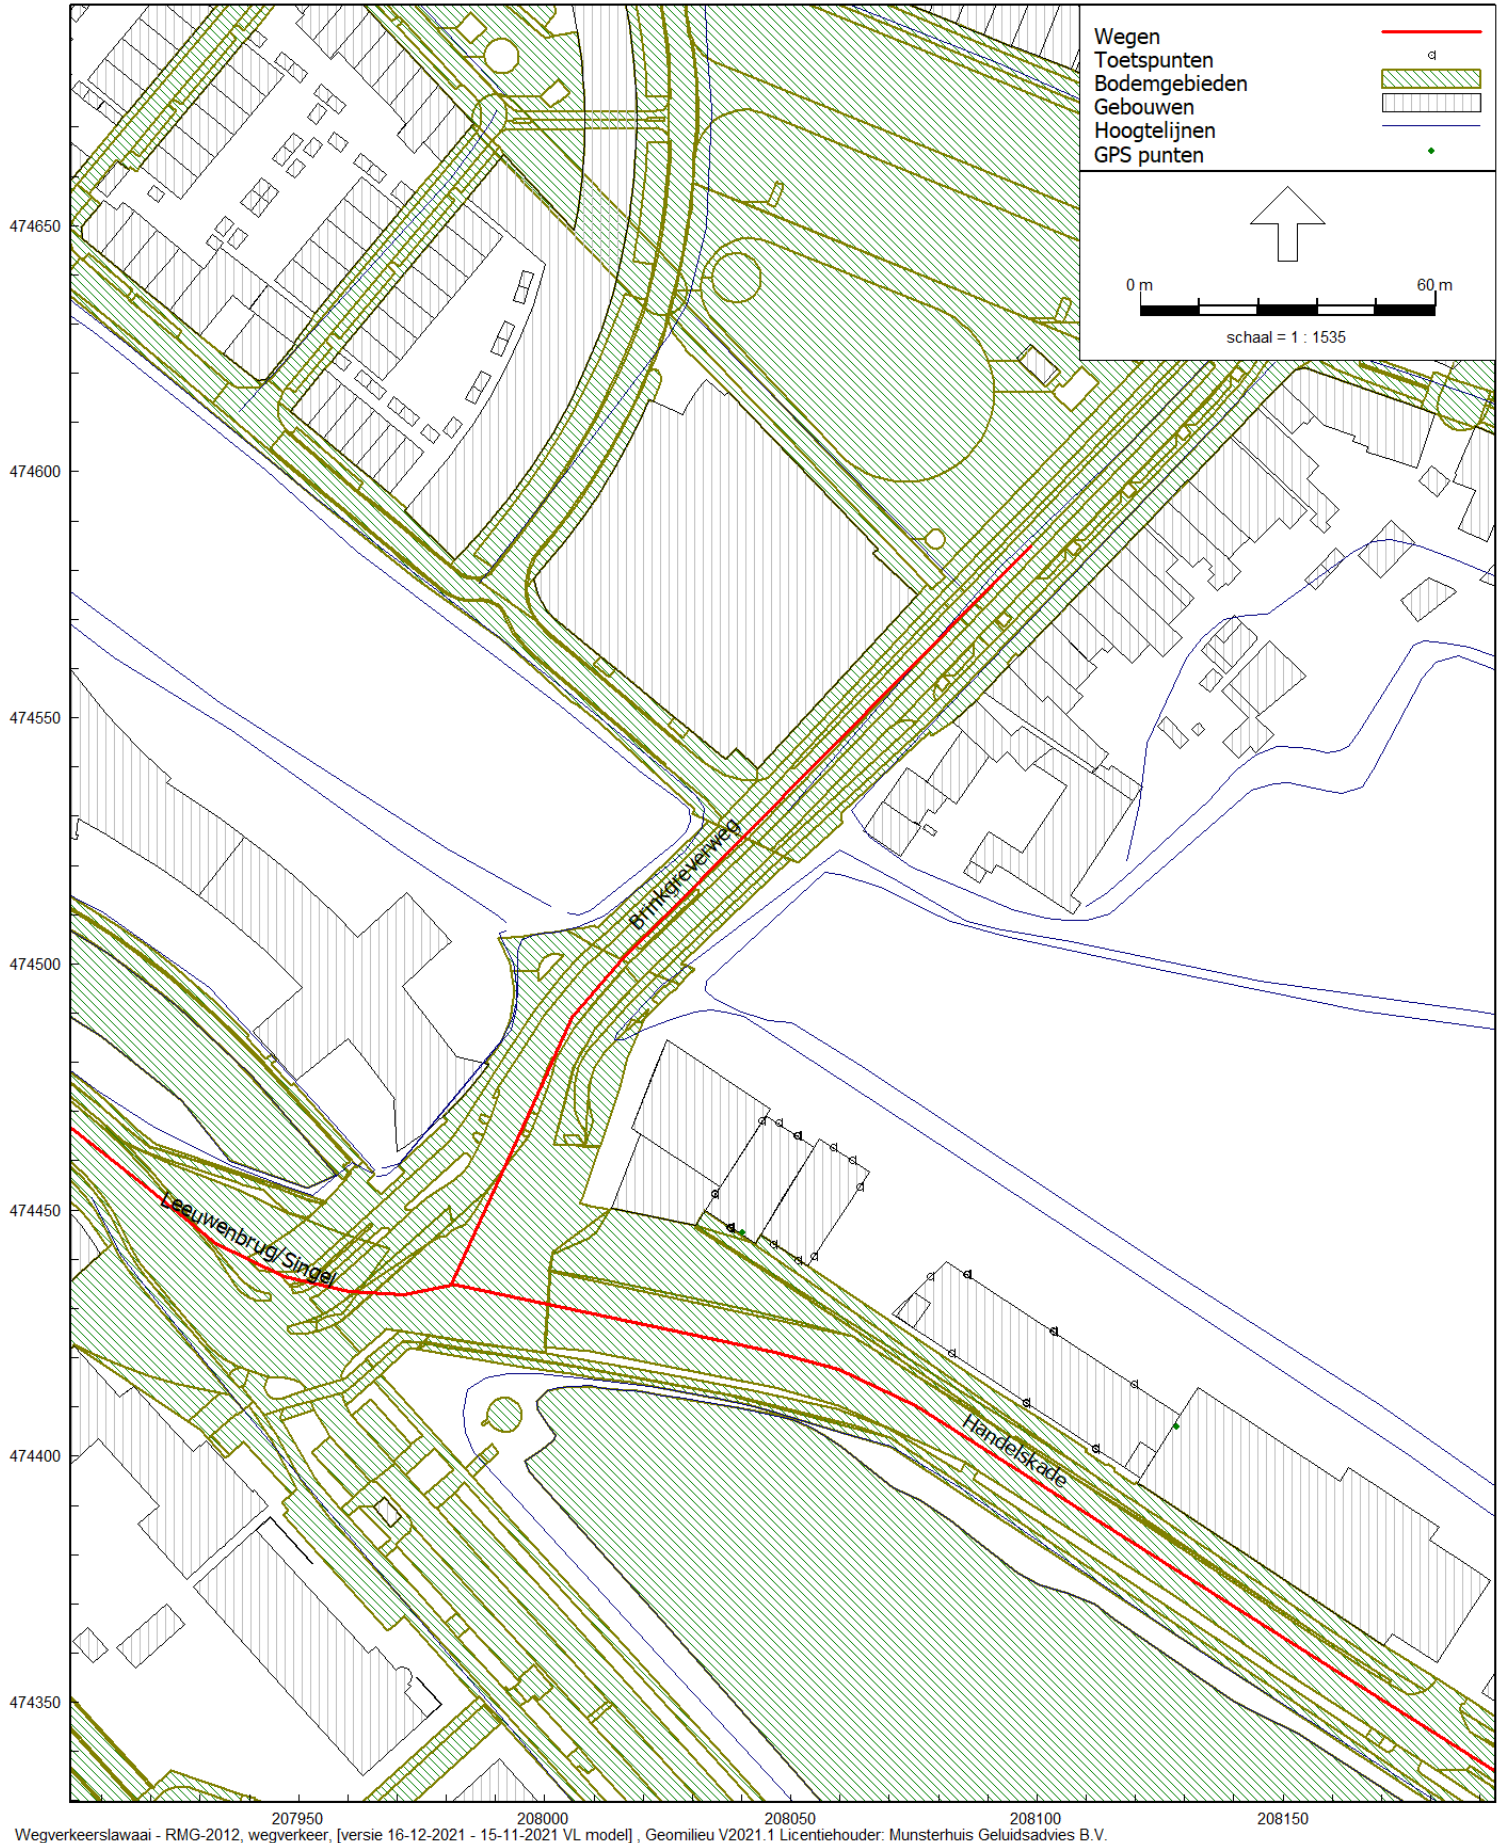 Wegen
Toetspunten
Bodemgebieden
Gebouwen
Hoogtelijnen
GPS punten
0 m 60 m
schaal = 1 : 1535
474650
474600
474550
474500
474450
474400
474350
Brinkgreverweg
Leeuwenbrug/Singel
Handelskade
207950 208000 208050 208100 208150
Wegverkeerslawaai - RMG-2012, wegverkeer, [versie 16-12-2021 - 15-11-2021 VL model] , Geomilieu V2021.1 Licentiehouder: Munsterhuis Geluidsadvies B.V.